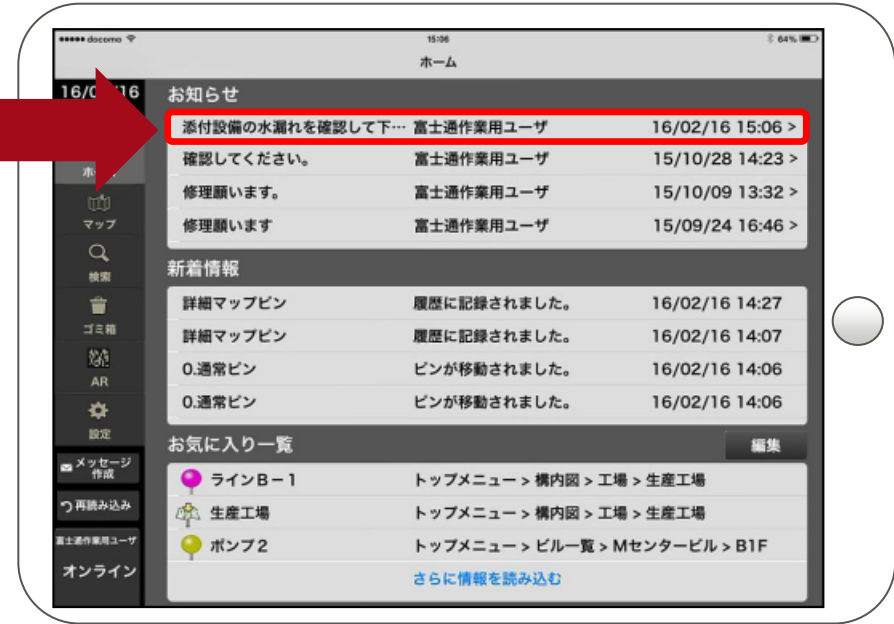 docomo 15:06 64%
ホーム
16/0 16
お知らせ
添付設備の水漏れを確認して下… 富士通作業用ユーザ 16/02/16 15:06 >
確認してください。 富士通作業用ユーザ 15/10/28 14:23 >
修理願います。 富士通作業用ユーザ 15/10/09 13:32 >
修理願います 富士通作業用ユーザ 15/09/24 16:46 >
マップ
検索
ゴミ箱
AR
設定
メッセージ
作成
再読み込み
富士通作業用ユーザ
オンライン
新着情報
詳細マップピン 履歴に記録されました。 16/02/16 14:27
詳細マップピン 履歴に記録されました。 16/02/16 14:07
0.通常ピン ピンが移動されました。 16/02/16 14:06
0.通常ピン ピンが移動されました。 16/02/16 14:06
お気に入り一覧 編集
ラインB－1 トップメニュー > 構内図 > 工場 > 生産工場
生産工場 トップメニュー > 構内図 > 工場 > 生産工場
ポンプ2 トップメニュー > ビル一覧 > Mセンタービル > B1F
さらに情報を読み込む